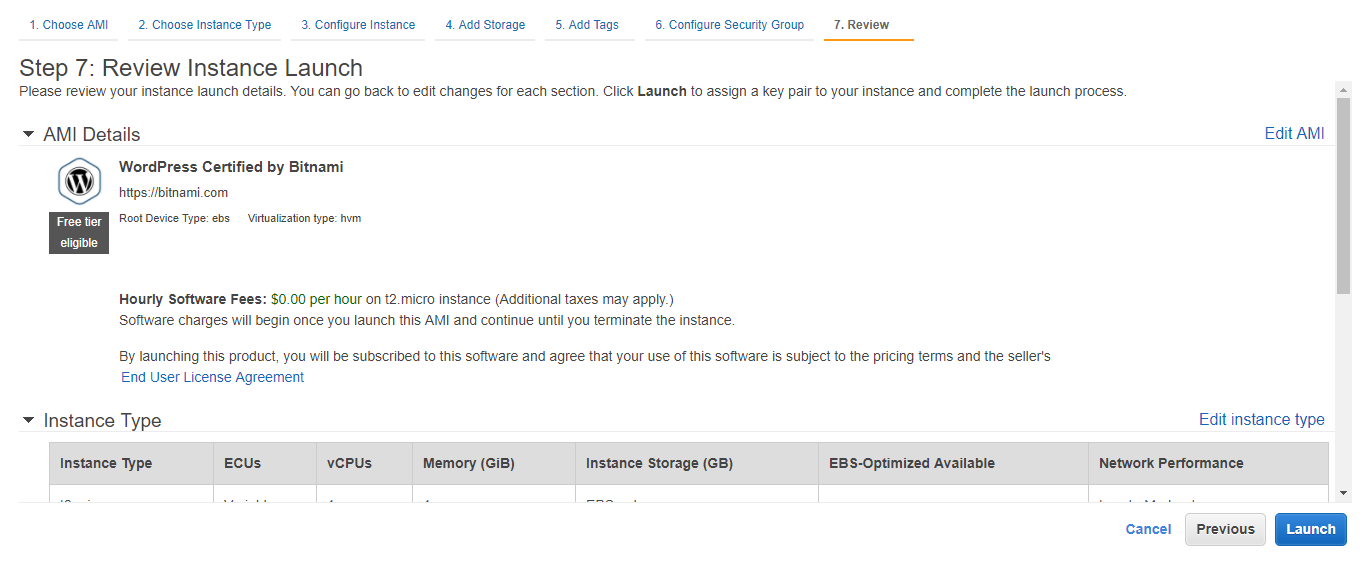 1. Choose AMI 2. Choose Instance Type 3. Configure Instance 4. Add Storage 5. Add Tags 6. Configure Security Group 7. Review
Step 7: Review Instance Launch
Please review your instance launch details. You can go back to edit changes for each section. Click Launch to assign a key pair to your instance and complete the launch process.
AMI Details Edit AMI
WordPress Certified by Bitnami
https://bitnami.com
Root Device Type: ebs Virtualization type: hvm
Free tier
eligible
Hourly Software Fees: $0.00 per hour on t2.micro instance (Additional taxes may apply.)
Software charges will begin once you launch this AMI and continue until you terminate the instance.
By launching this product, you will be subscribed to this software and agree that your use of this software is subject to the pricing terms and the seller's
End User License Agreement
Instance Type Edit instance type
Instance Type ECUs vCPUs Memory (GiB) Instance Storage (GB) EBS-Optimized Available Network Performance
Cancel Previous Launch